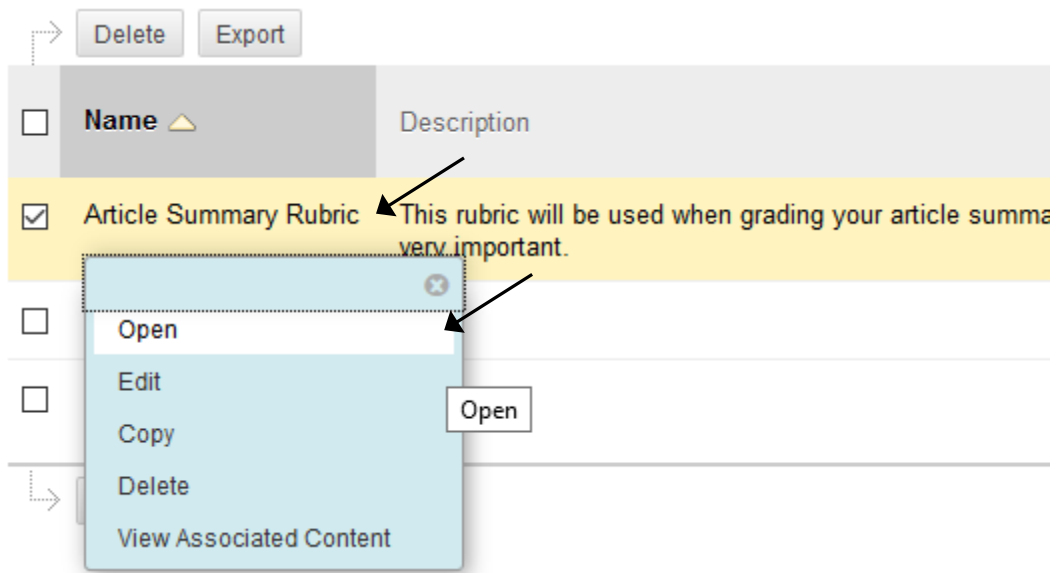 Delete Export
Name Description
Article Summary Rubric This rubric will be used when grading your article
very important.
Open
Edit
Open
Copy
Delete
View Associated Content